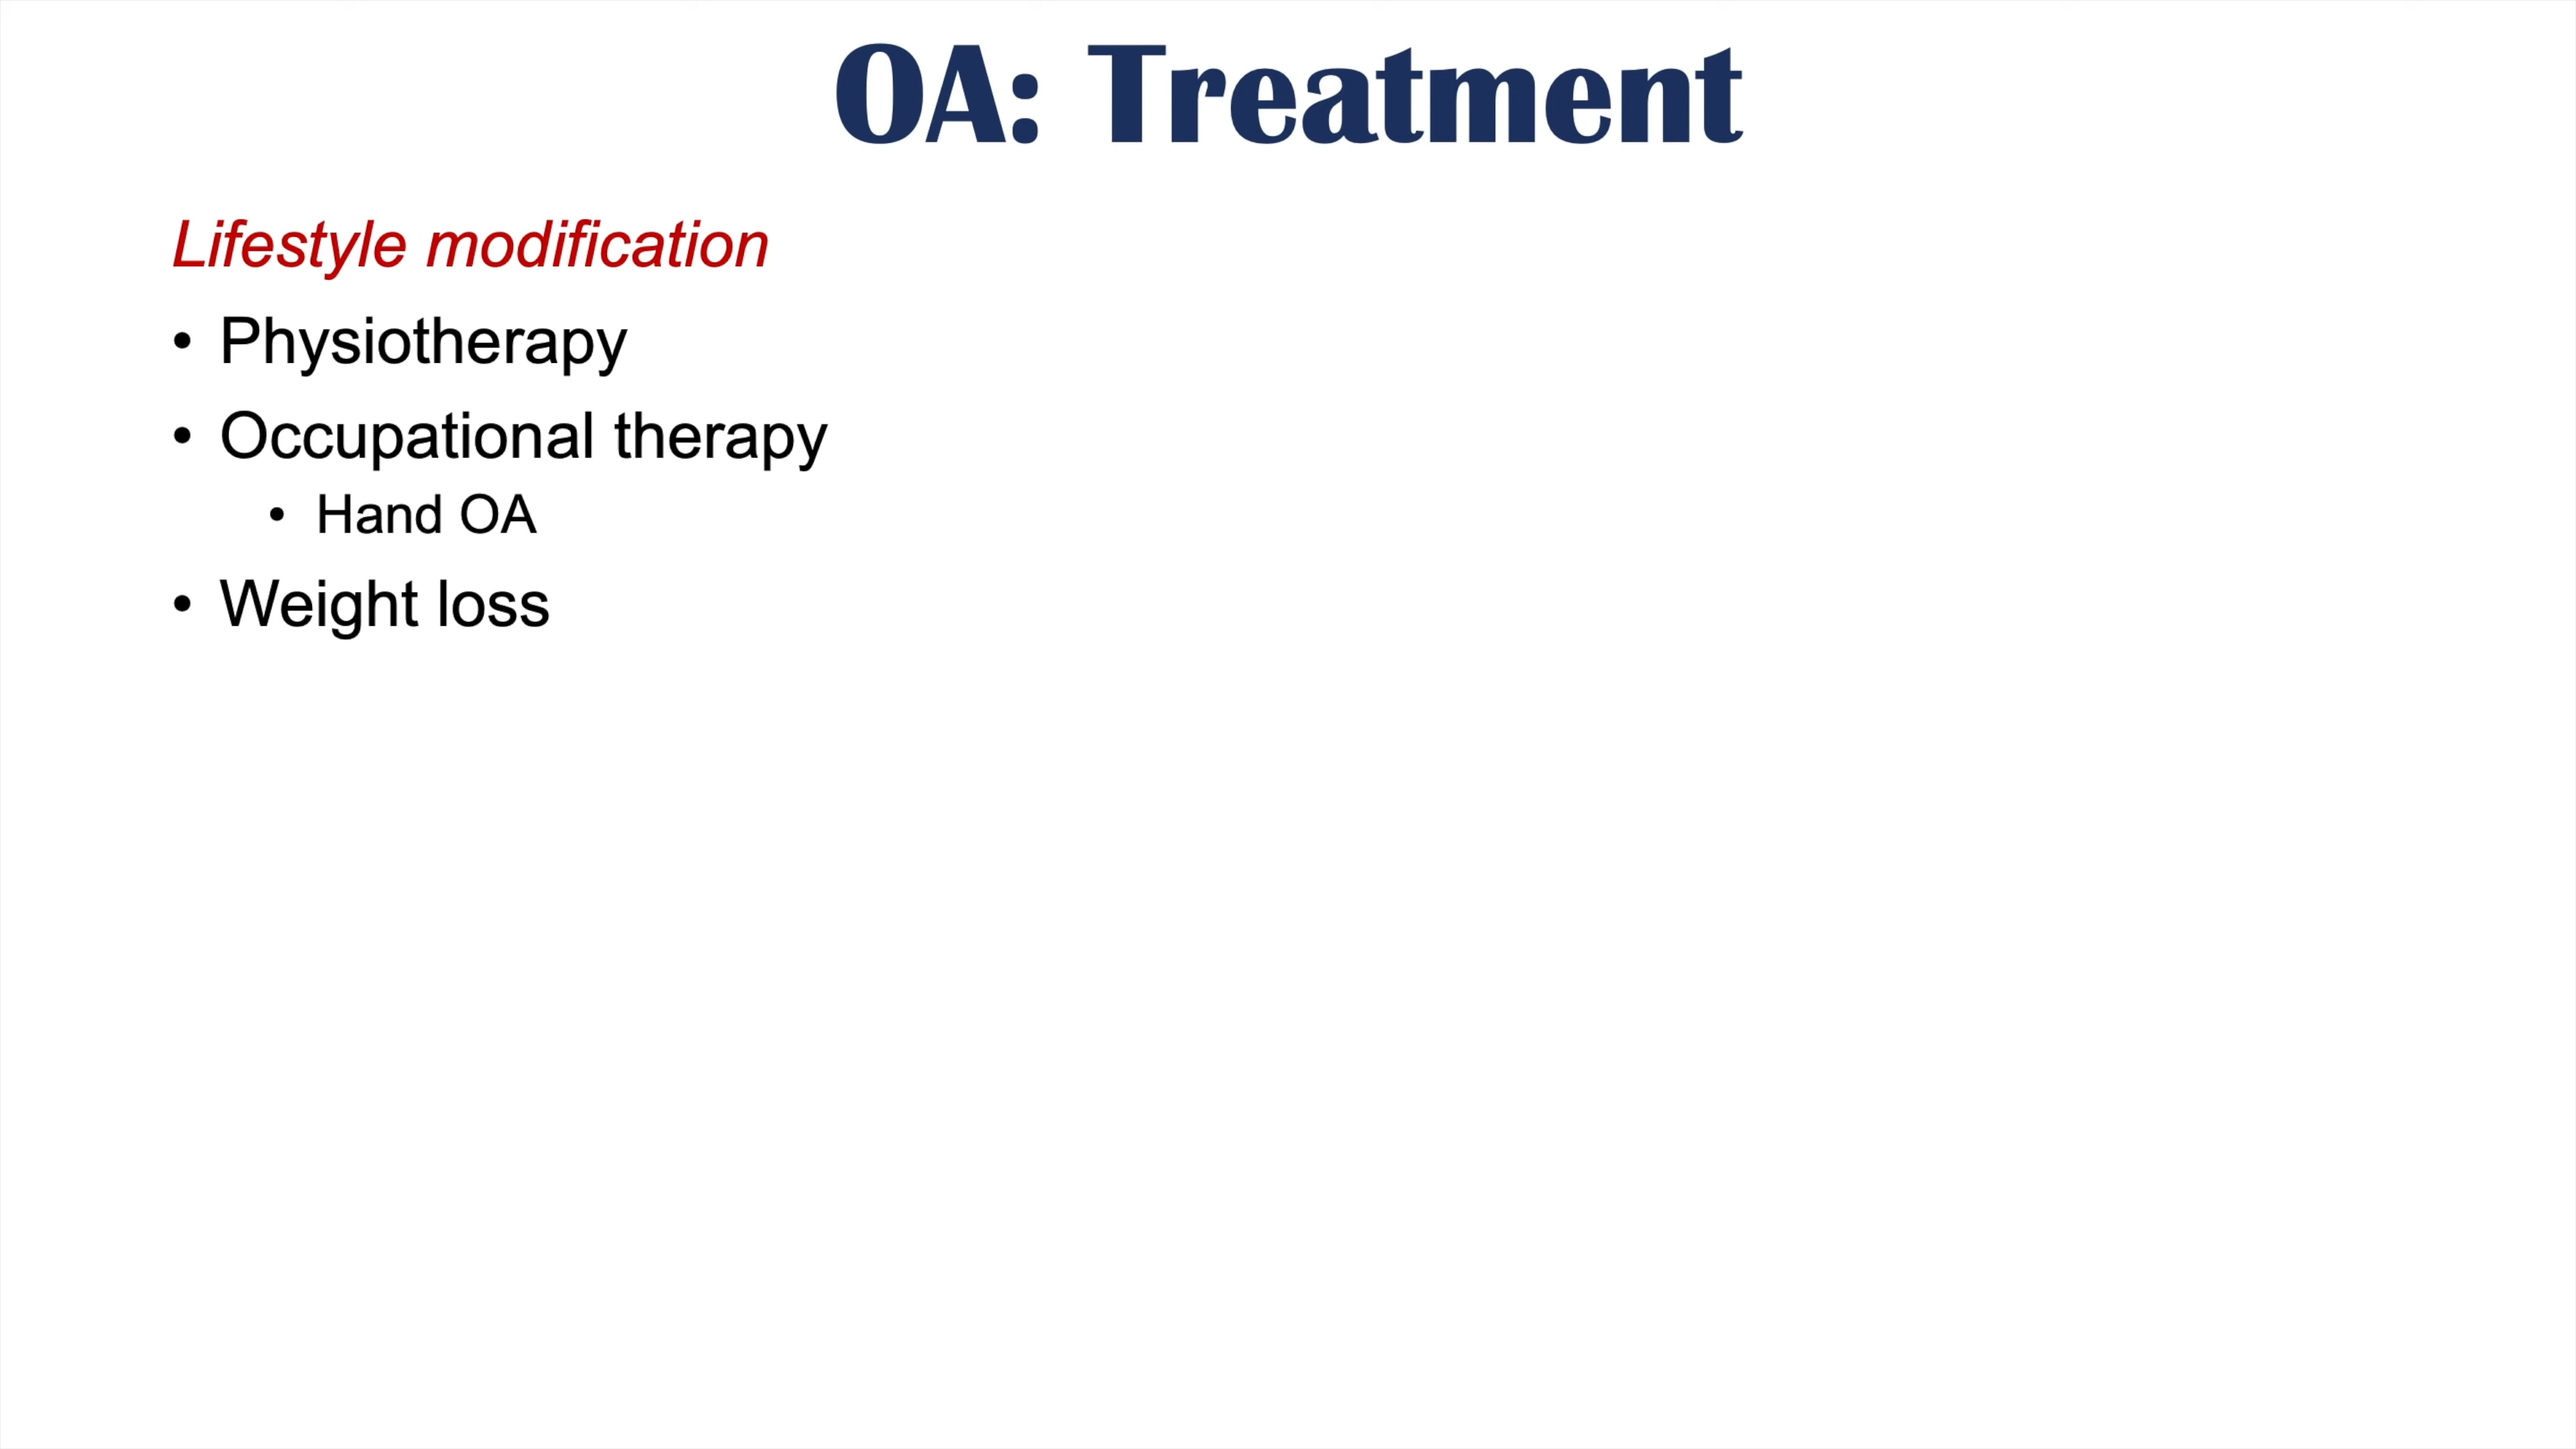 OA: Treatment
Lifestyle modification
• Physiotherapy
• Occupational therapy
• Hand OA
• Weight loss